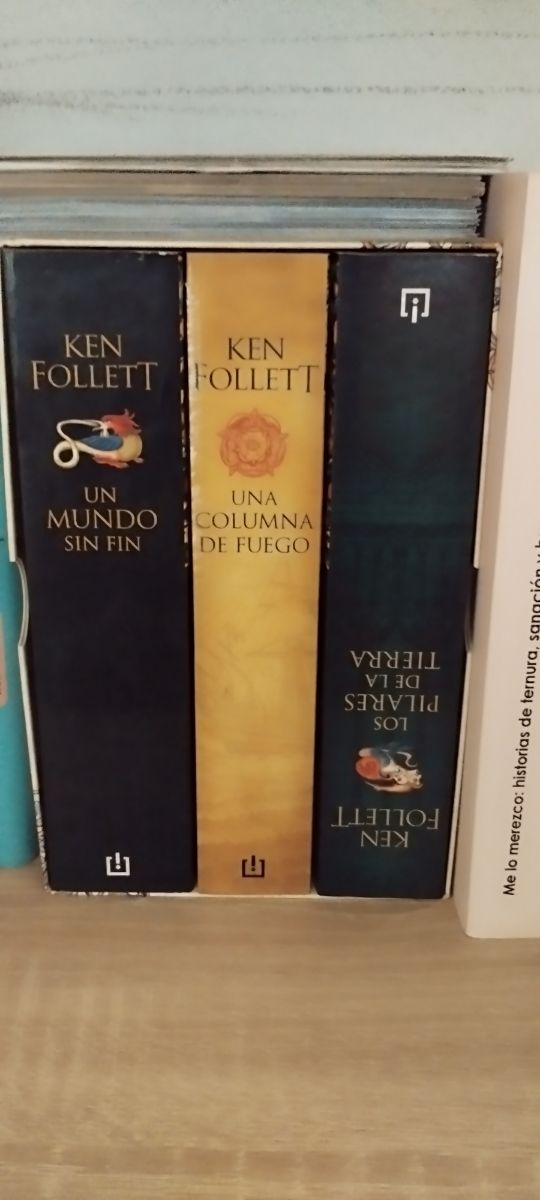 KEN
FOLLETT
UN
MUNDO
SIN FIN
KEN
FOLLETT
UNA
COLUMNA
DE FUEGO
KEN
FOLLETT
LOS
PILARES
DE LA
TIERRA
Me lo merezco: historias de ternura, sanación y